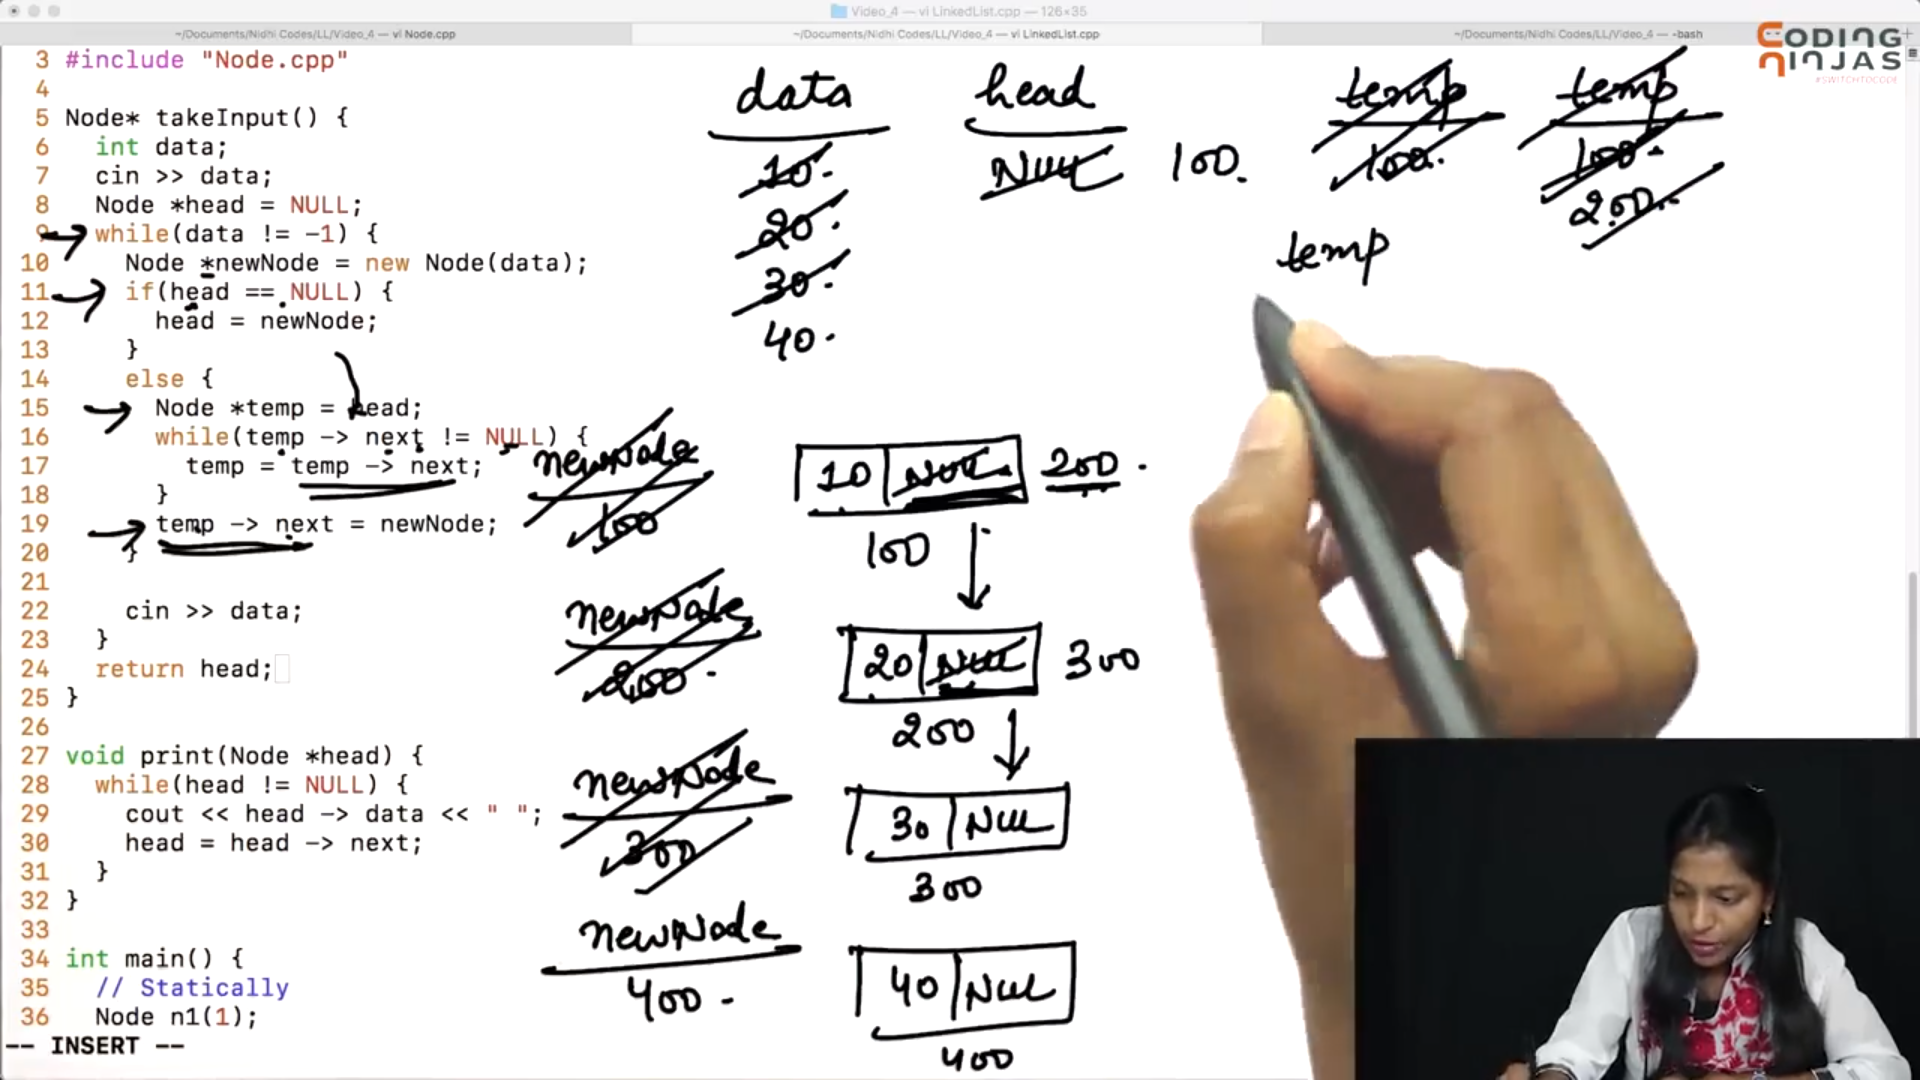 Video_4 — vi LinkedList.cpp — 126×35
~/Documents/Nidhi Codes/LL/Video_4 — vi Node.cpp
~/Documents/Nidhi Codes/LL/Video_4 — vi LinkedList.cpp
~/Documents/Nidhi Codes/LL/Video_4 — -bash
CODING
NINJAS
#SWITCHTOCODE
3 #include "Node.cpp"
4
5 Node* takeInput() {
6 int data;
7 cin >> data;
8 Node *head = NULL;
9 while(data != -1) {
10 Node *newNode = new Node(data);
11 if(head == NULL) {
12 head = newNode;
13 }
14 else {
15 Node *temp = head;
16 while(temp -> next != NULL) {
17 temp = temp -> next;
18 }
19 temp -> next = newNode;
20 }
21
22 cin >> data;
23 }
24 return head;
25 }
26
27 void print(Node *head) {
28 while(head != NULL) {
29 cout << head -> data << " ";
30 head = head -> next;
31 }
32 }
33
34 int main() {
35 // Statically
36 Node n1(1);
-- INSERT --
data
10.
20.
30.
40.
head
NULL 100.
temp
100.
temp
100.
200.
temp
newNode
100
newNode
200.
newNode
300
newNode
400.
10 NULL 200.
100
20 NULL 300
200
30 NULL
300
40 NULL
400